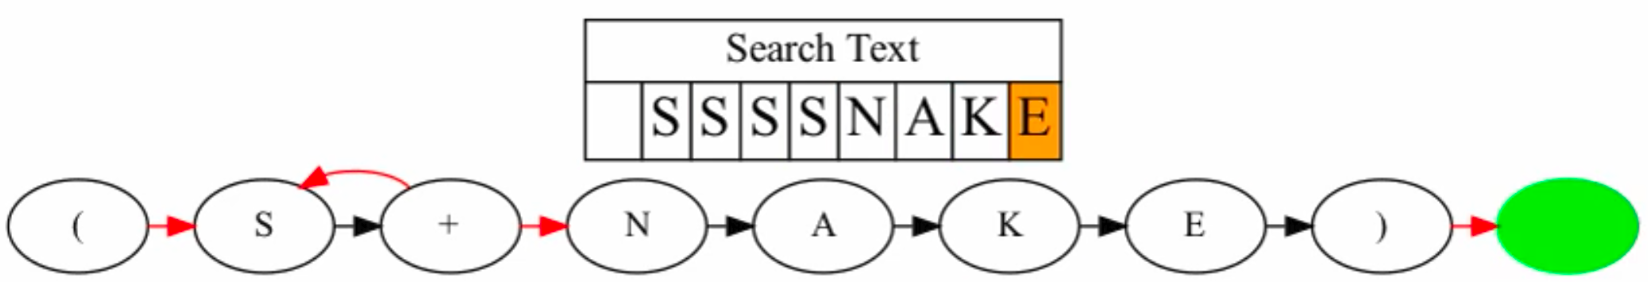 Search Text
S S S S N A K E
( S + N A K E )